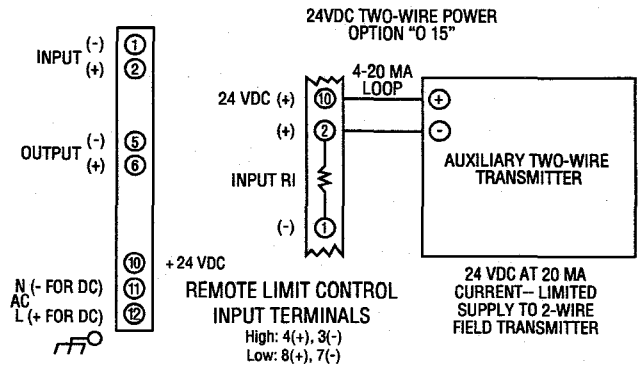 24VDC TWO-WIRE POWER
OPTION "O 15"
INPUT (-) 1
(+) 2
OUTPUT (-) 5
(+) 6
10 + 24 VDC
N (- FOR DC) 11
AC
L (+ FOR DC) 12
4-20 MA
LOOP
24 VDC (+) 10 +
(+) 2 -
INPUT RI
(-) 1
AUXILIARY TWO-WIRE
TRANSMITTER
REMOTE LIMIT CONTROL
INPUT TERMINALS
High: 4(+), 3(-)
Low: 8(+), 7(-)
24 VDC AT 20 MA
CURRENT-- LIMITED
SUPPLY TO 2-WIRE
FIELD TRANSMITTER